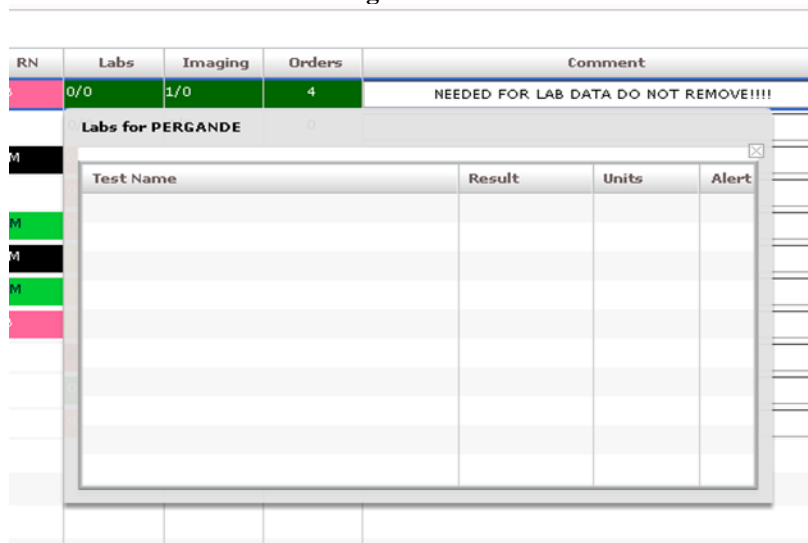 RN Labs Imaging Orders Comment
0/0 1/0 4 NEEDED FOR LAB DATA DO NOT REMOVE!!!!
Labs for PERGANDE 0
M
Test Name Result Units Alert
M
M
M